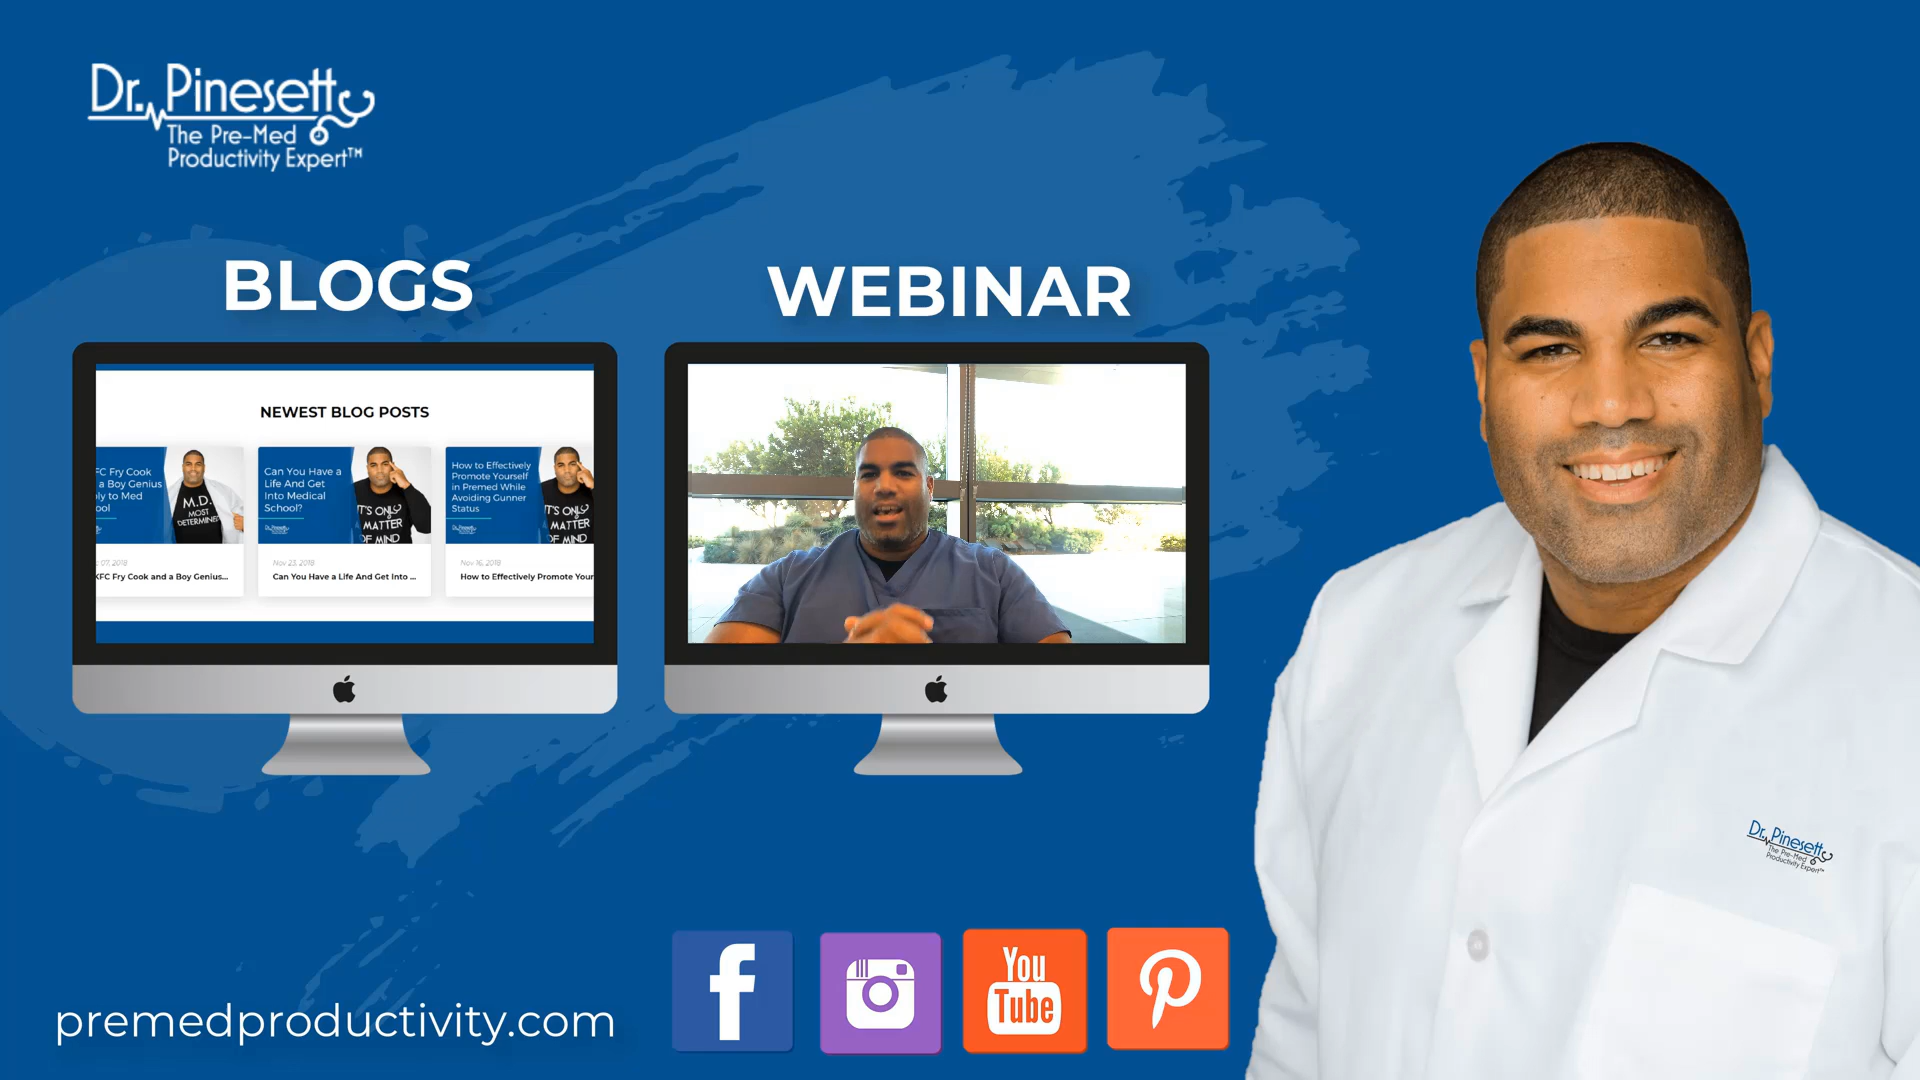 Dr. Pinesett
The Pre-Med
Productivity Expert™
BLOGS
WEBINAR
NEWEST BLOG POSTS
FC Fry Cook
a Boy Genius
ly to Med
ool
M.D.
MOST
DETERMINED
07, 2018
KFC Fry Cook and a Boy Genius...
Can You Have a
Life And Get
Into Medical
School?
IT'S ONLY
MATTER
OF MIND
Nov 23, 2018
Can You Have a Life And Get Into ...
How to Effectively
Promote Yourself
in Premed While
Avoiding Gunner
Status
IT'S ONLY
MATTER
OF MIND
Nov 16, 2018
How to Effectively Promote Your
Dr. Pinesett
The Pre-Med
Productivity Expert™
premedproductivity.com
f
You
Tube